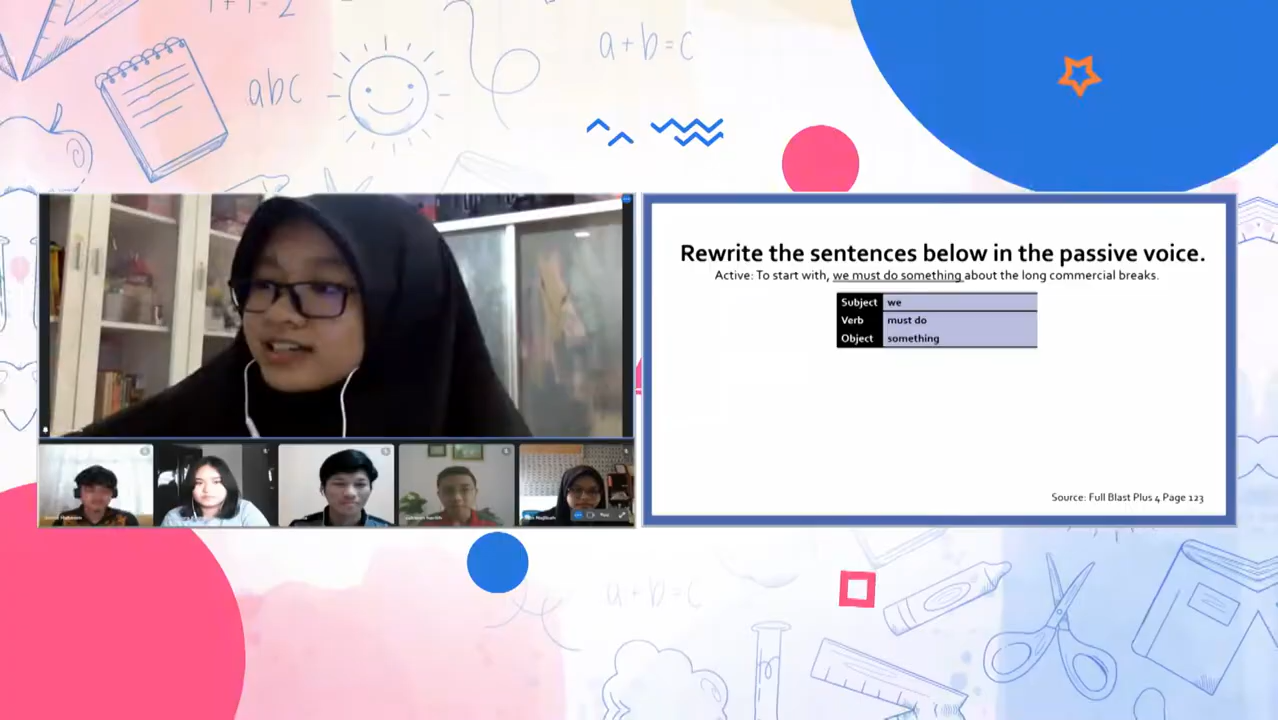 1+1=2
a+b=c
abc
Rewrite the sentences below in the passive voice.
Active: To start with, we must do something about the long commercial breaks.
Subject we
Verb must do
Object something
Source: Full Blast Plus 4 Page 123
You
a+b=c